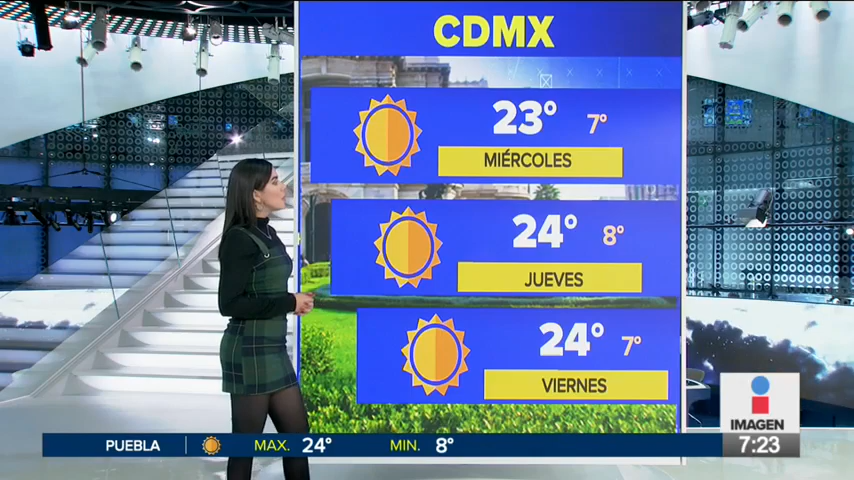 CDMX
23° 7°
MIÉRCOLES
24° 8°
JUEVES
24° 7°
VIERNES
IMAGEN
PUEBLA MAX. 24° MIN. 8° 7:23